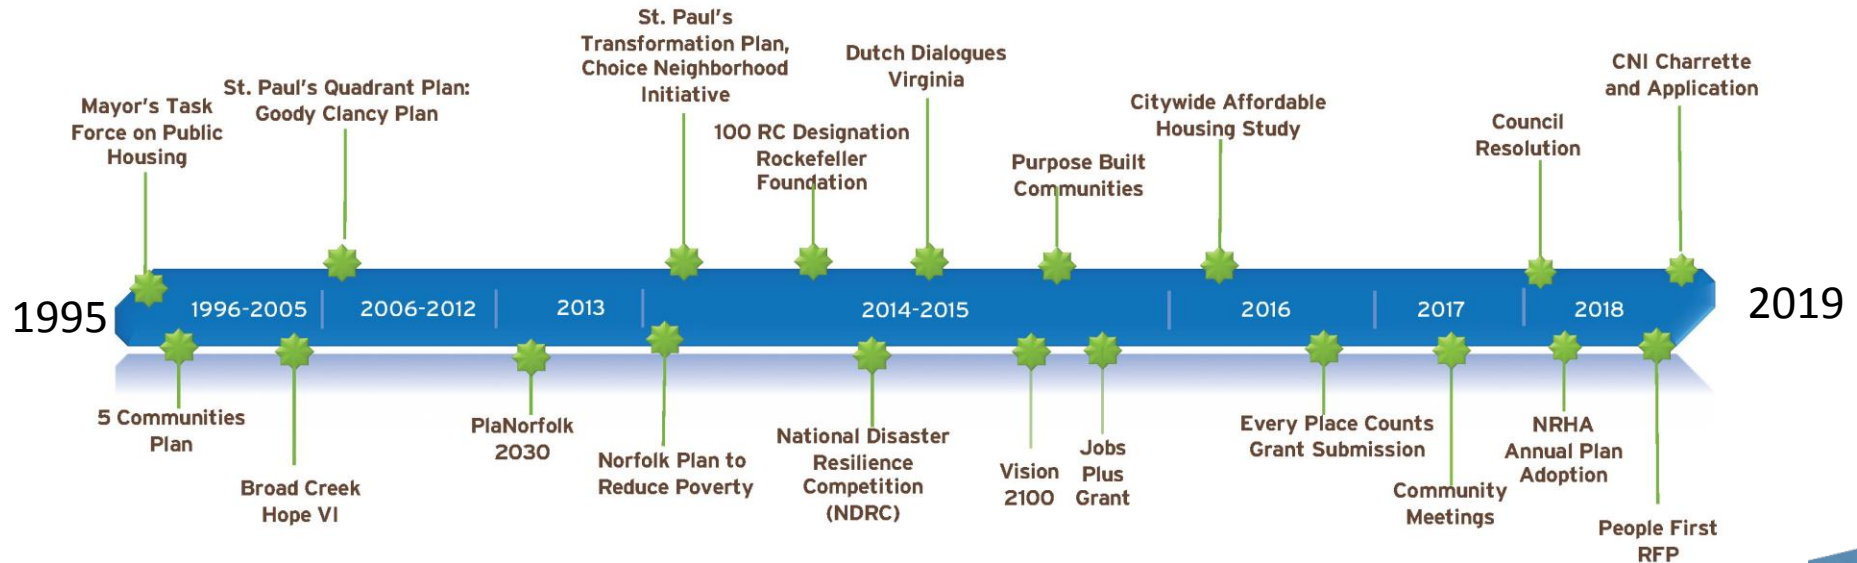 Mayor's Task
Force on Public
Housing
St. Paul's Quadrant Plan:
Goody Clancy Plan
St. Paul's
Transformation Plan,
Choice Neighborhood
Initiative
100 RC Designation
Rockefeller
Foundation
Dutch Dialogues
Virginia
Purpose Built
Communities
Citywide Affordable
Housing Study
Council
Resolution
CNI Charrette
and Application
1995
1996-2005
2006-2012
2013
2014-2015
2016
2017
2018
2019
5 Communities
Plan
Broad Creek
Hope VI
PlaNorfolk
2030
Norfolk Plan to
Reduce Poverty
National Disaster
Resilience
Competition
(NDRC)
Vision
2100
Jobs
Plus
Grant
Every Place Counts
Grant Submission
Community
Meetings
NRHA
Annual Plan
Adoption
People First
RFP